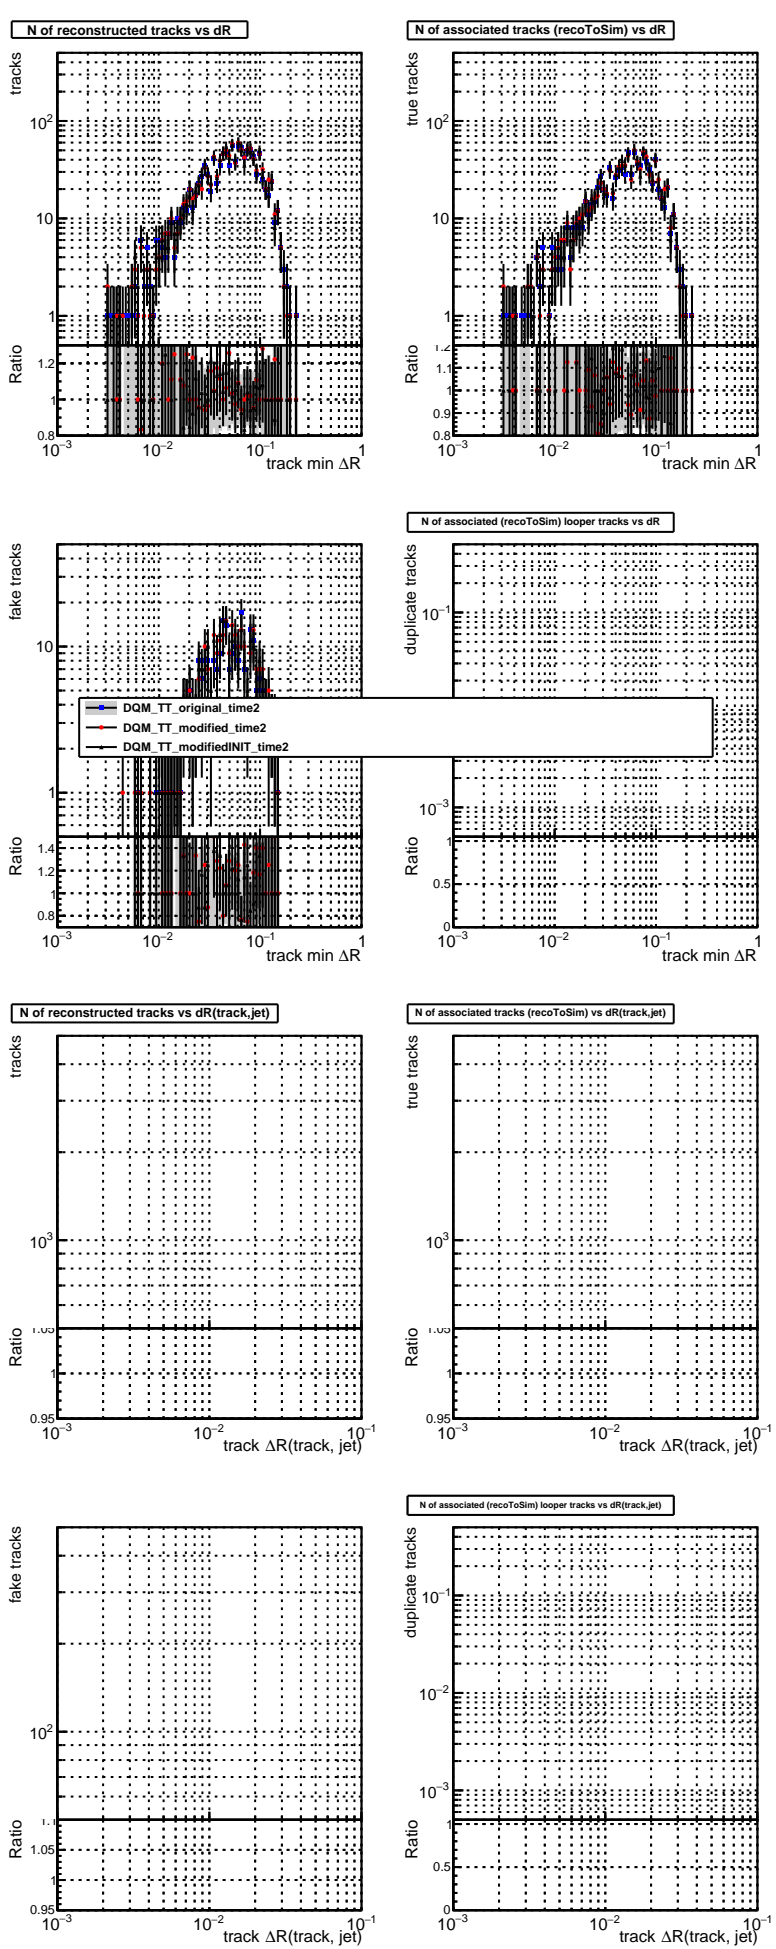 N of reconstructed tracks vs dR
tracks
10²
10
1
Ratio
1.2
1
0.8
10⁻³ 10⁻² 10⁻¹ 1
track min ΔR
N of associated tracks (recoToSim) vs dR
true tracks
10²
10
1
Ratio
1.2
1.1
1
0.9
0.8
10⁻³ 10⁻² 10⁻¹ 1
track min ΔR
fake tracks
10
1
Ratio
1.4
1.2
1
0.8
10⁻³ 10⁻² 10⁻¹ 1
track min ΔR
N of associated (recoToSim) looper tracks vs dR
duplicate tracks
10⁻¹
10⁻³
Ratio
1
0.5
0
10⁻³ 10⁻² 10⁻¹ 1
track min ΔR
DQM_TT_original_time2
DQM_TT_modified_time2
DQM_TT_modifiedINIT_time2
N of reconstructed tracks vs dR(track,jet)
tracks
10³
Ratio
1.05
1
0.95
10⁻³ 10⁻² 10⁻¹
track ΔR(track, jet)
N of associated tracks (recoToSim) vs dR(track,jet)
true tracks
10³
Ratio
1.05
1
0.95
10⁻³ 10⁻² 10⁻¹
track ΔR(track, jet)
fake tracks
10²
Ratio
1.1
1.05
1
0.95
10⁻³ 10⁻² 10⁻¹
track ΔR(track, jet)
N of associated (recoToSim) looper tracks vs dR(track,jet)
duplicate tracks
10⁻¹
10⁻²
10⁻³
Ratio
1
0.5
0
10⁻³ 10⁻² 10⁻¹
track ΔR(track, jet)